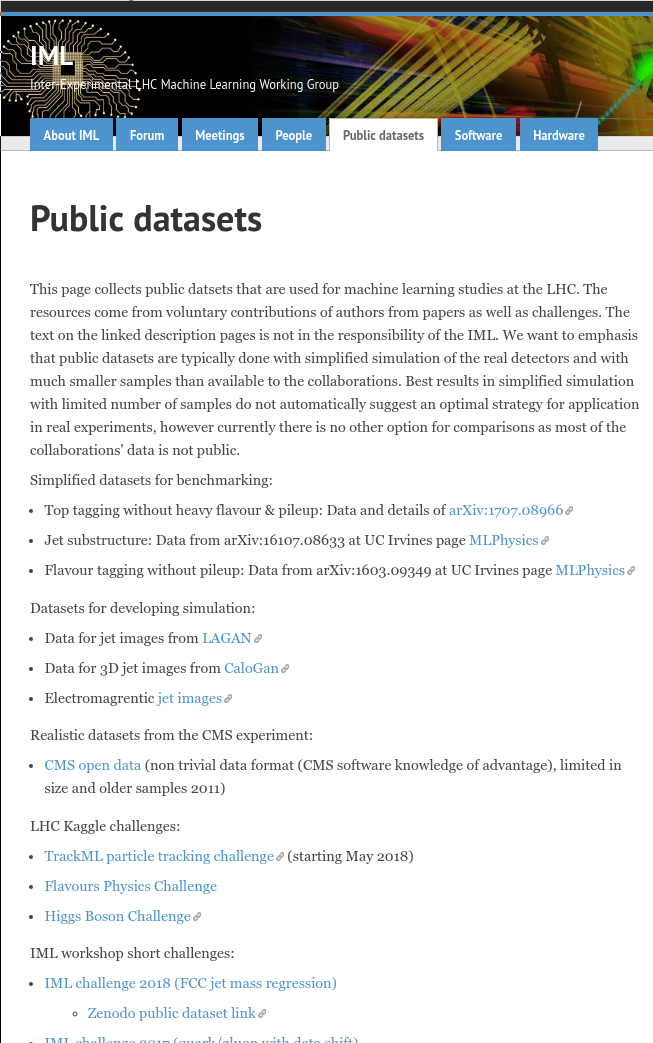 IML
Inter-Experimental LHC Machine Learning Working Group
About IML Forum Meetings People Public datasets Software Hardware
Public datasets
This page collects public datsets that are used for machine learning studies at the LHC. The
resources come from voluntary contributions of authors from papers as well as challenges. The
text on the linked description pages is not in the responsibility of the IML. We want to emphasis
that public datasets are typically done with simplified simulation of the real detectors and with
much smaller samples than available to the collaborations. Best results in simplified simulation
with limited number of samples do not automatically suggest an optimal strategy for application
in real experiments, however currently there is no other option for comparisons as most of the
collaborations' data is not public.
Simplified datasets for benchmarking:
• Top tagging without heavy flavour & pileup: Data and details of arXiv:1707.08966
• Jet substructure: Data from arXiv:16107.08633 at UC Irvines page MLPhysics
• Flavour tagging without pileup: Data from arXiv:1603.09349 at UC Irvines page MLPhysics
Datasets for developing simulation:
• Data for jet images from LAGAN
• Data for 3D jet images from CaloGan
• Electromagrentic jet images
Realistic datasets from the CMS experiment:
• CMS open data (non trivial data format (CMS software knowledge of advantage), limited in
size and older samples 2011)
LHC Kaggle challenges:
• TrackML particle tracking challenge (starting May 2018)
• Flavours Physics Challenge
• Higgs Boson Challenge
IML workshop short challenges:
• IML challenge 2018 (FCC jet mass regression)
◦ Zenodo public dataset link
• IML challenge 2017 (quark/gluon with data shift)